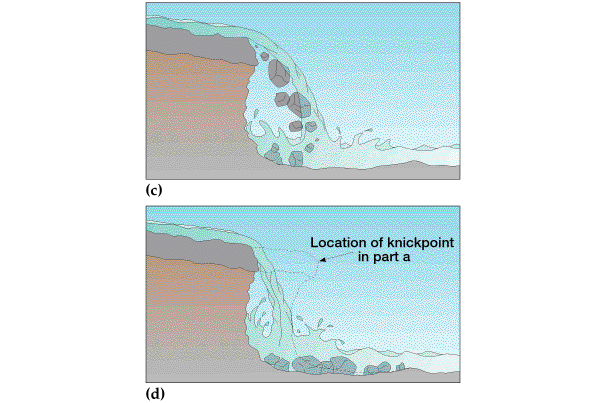 (c)
Location of knickpoint
in part a
(d)